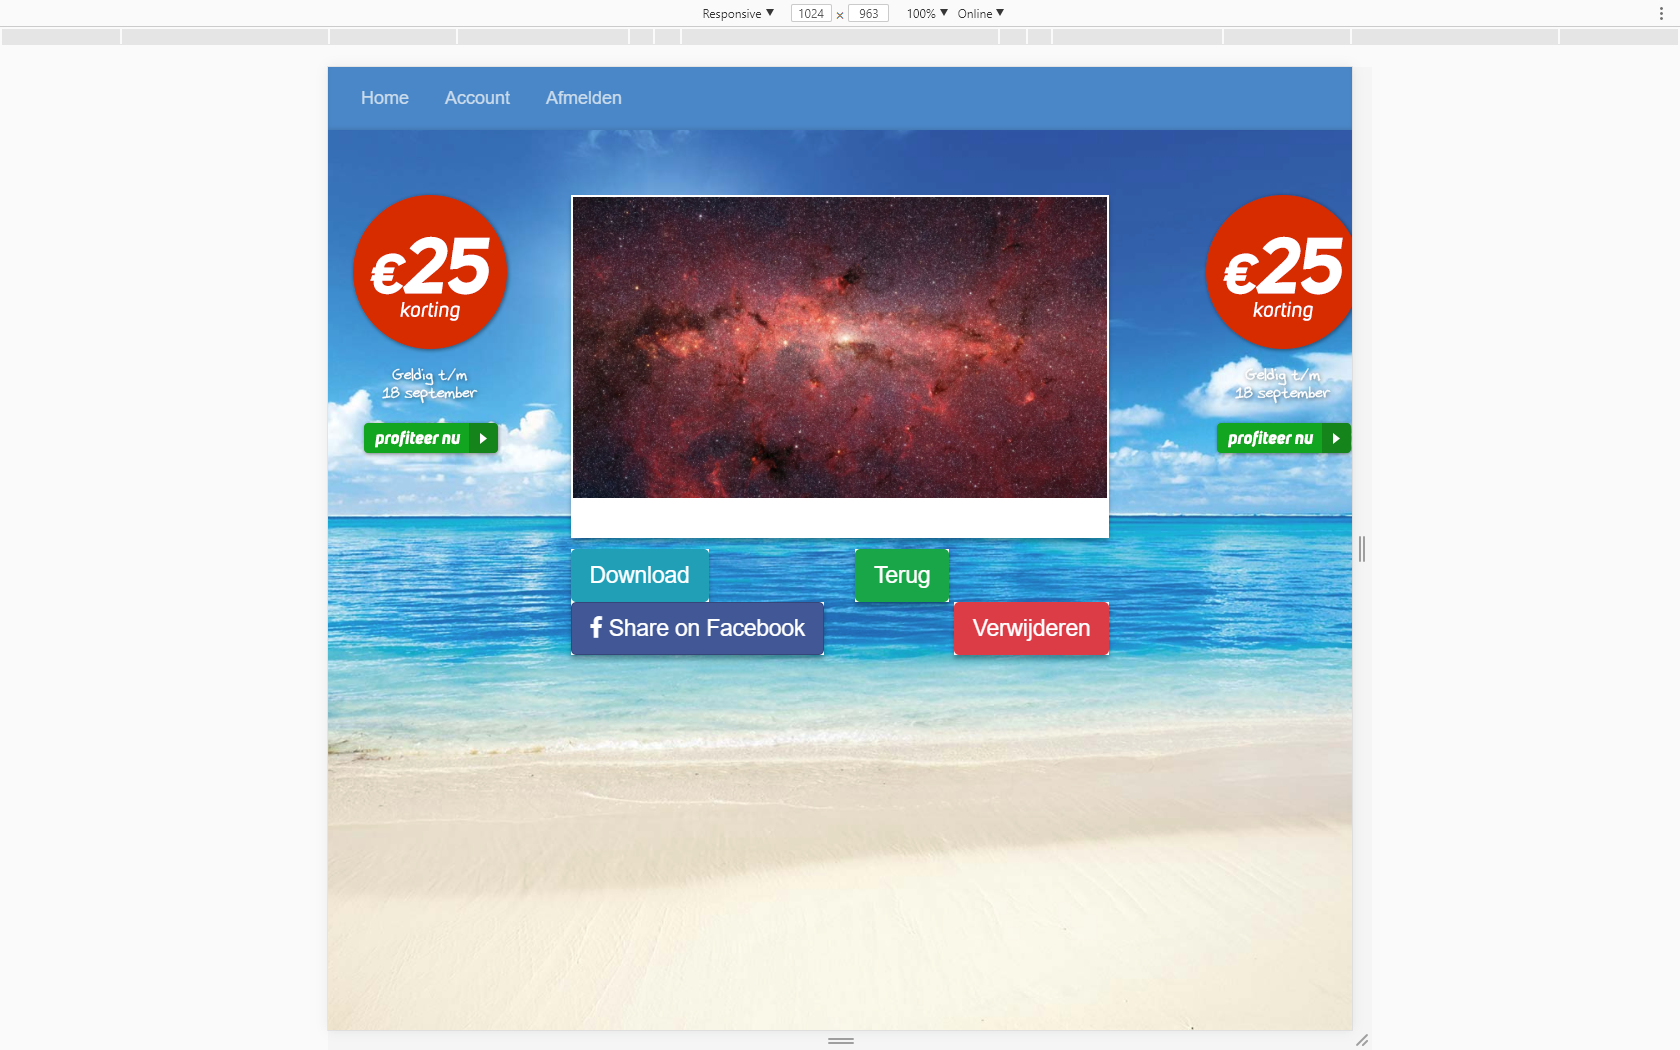 Responsive ▼ 1024 × 963 100% ▼ Online ▼
Home Account Afmelden
€25
korting
Geldig t/m
18 september
profiteer nu
€25
korting
Geldig t/m
18 september
profiteer nu
Download Terug
Share on Facebook Verwijderen